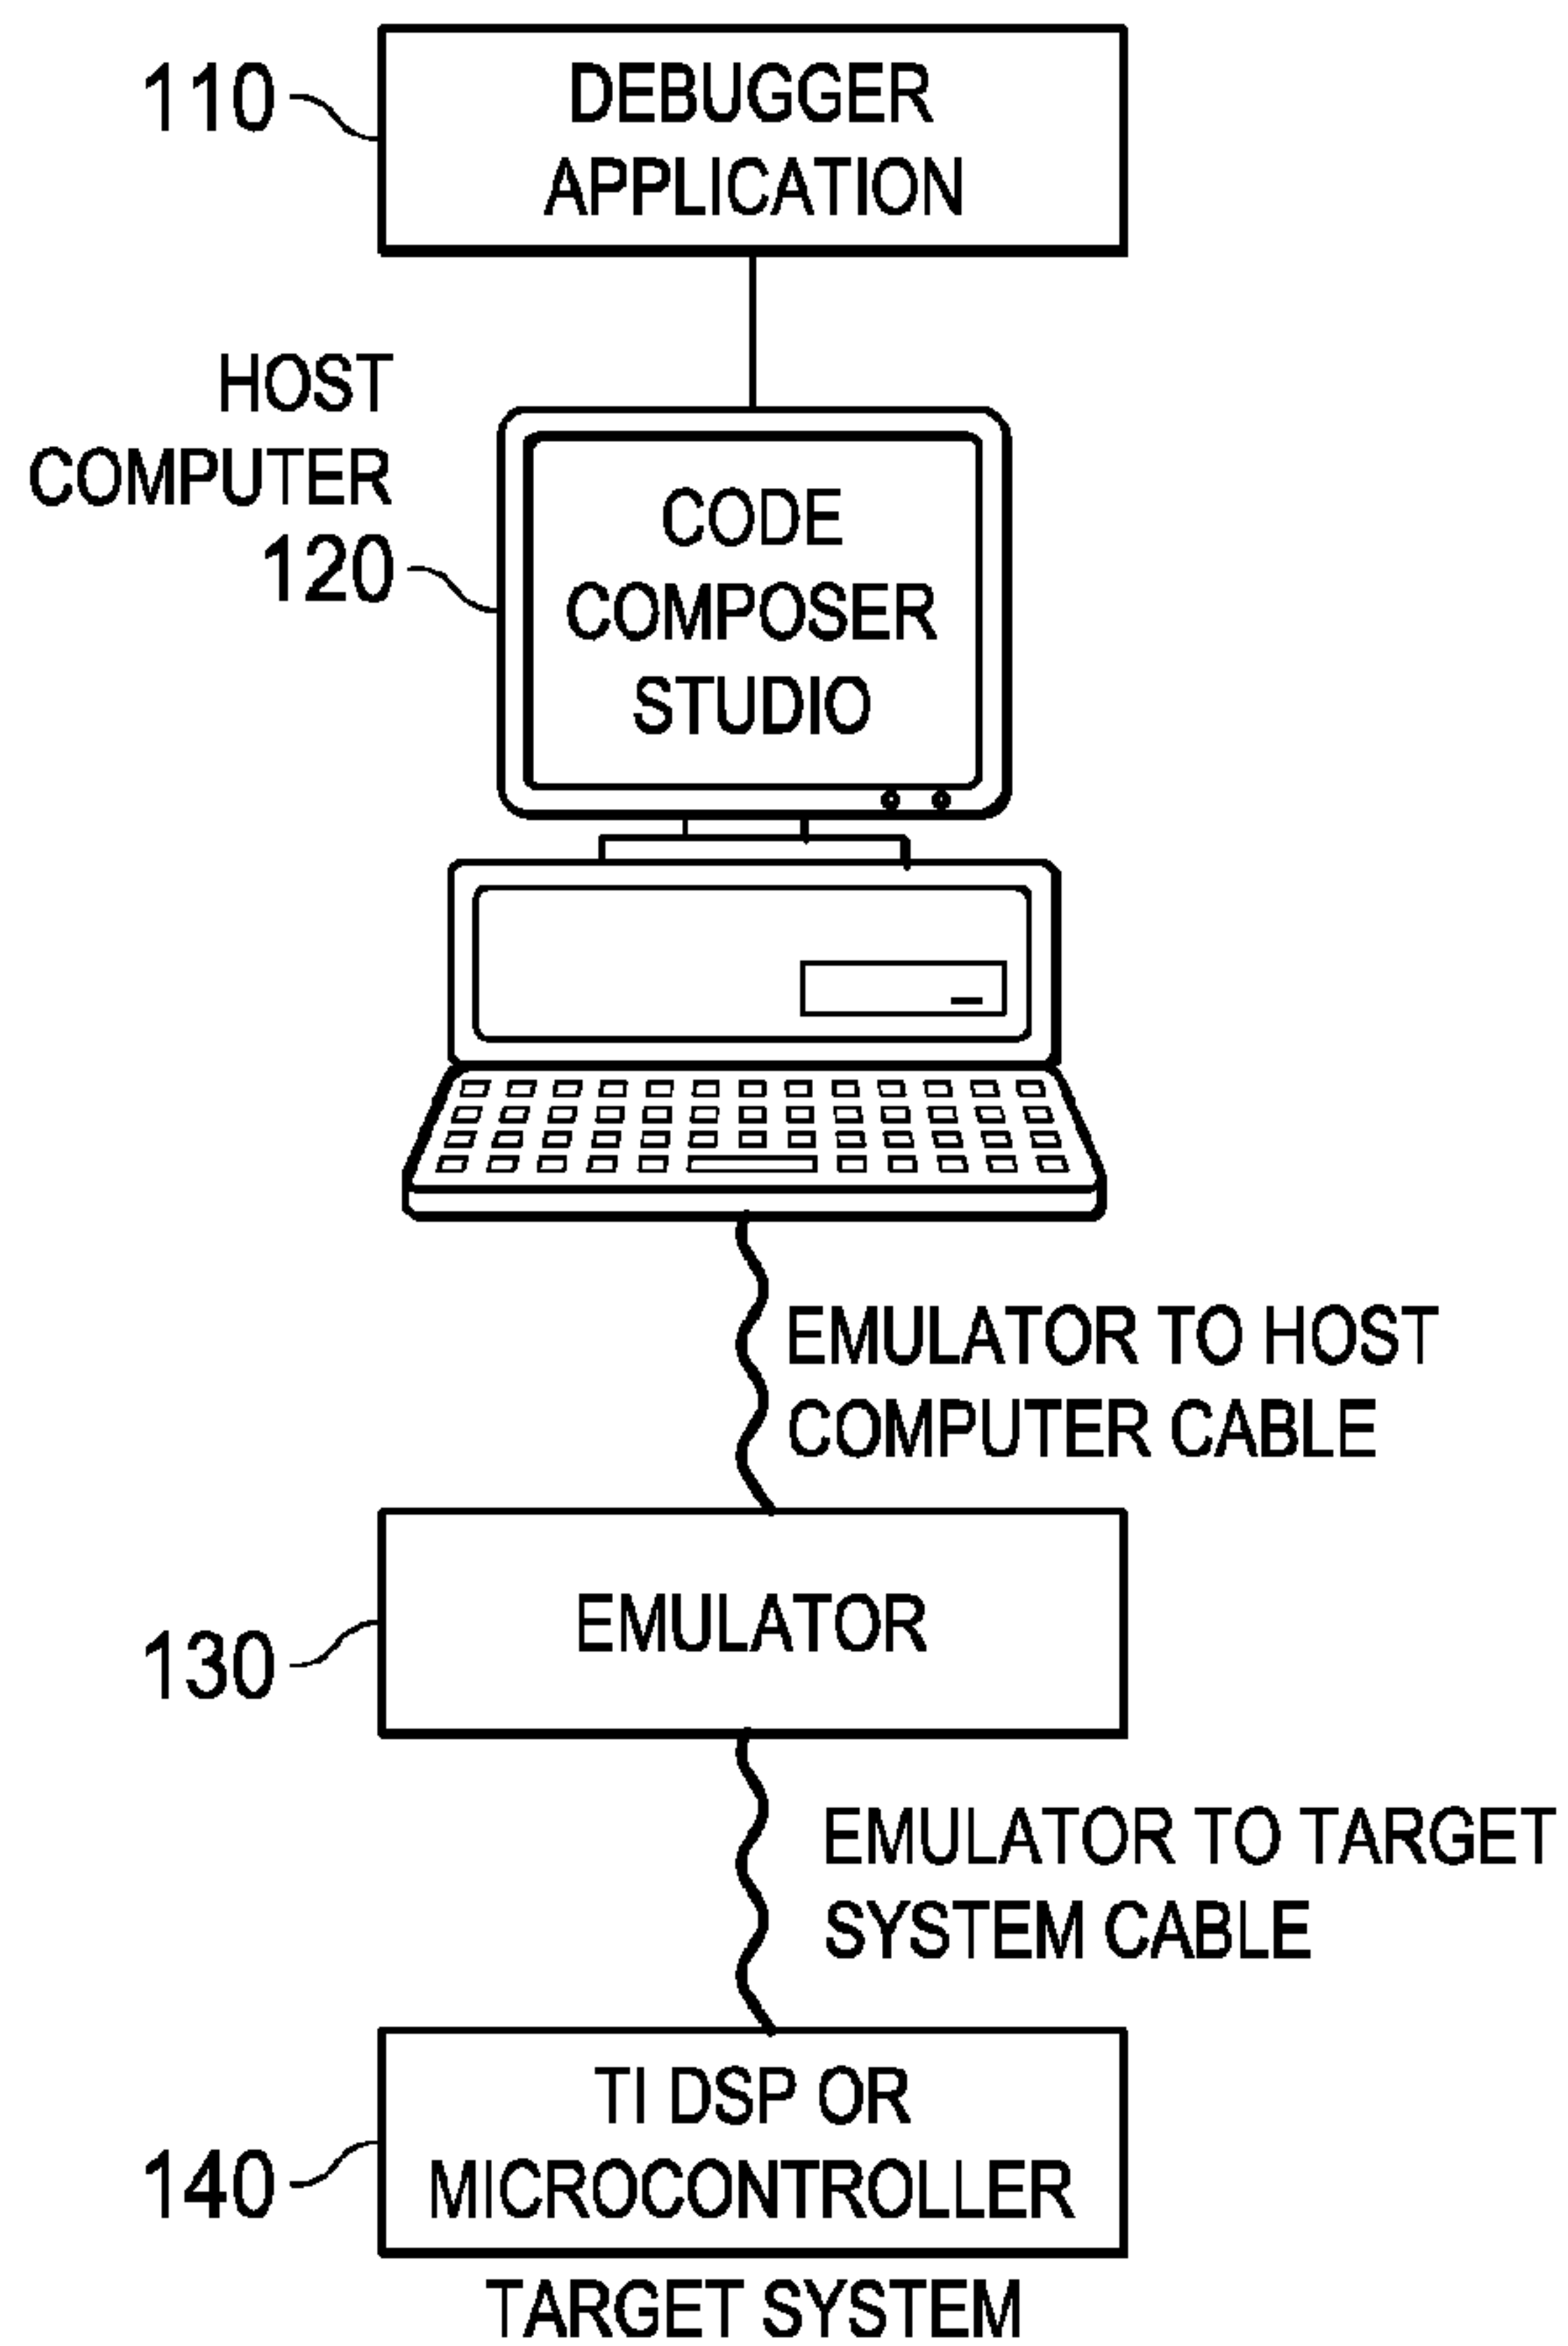 110
DEBUGGER
APPLICATION
HOST
COMPUTER
120
CODE
COMPOSER
STUDIO
EMULATOR TO HOST
COMPUTER CABLE
130
EMULATOR
EMULATOR TO TARGET
SYSTEM CABLE
140
TI DSP OR
MICROCONTROLLER
TARGET SYSTEM